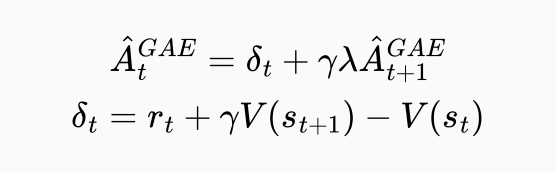 Â_t^{GAE} = δ_t + γλÂ_{t+1}^{GAE}
δ_t = r_t + γV(s_{t+1}) − V(s_t)